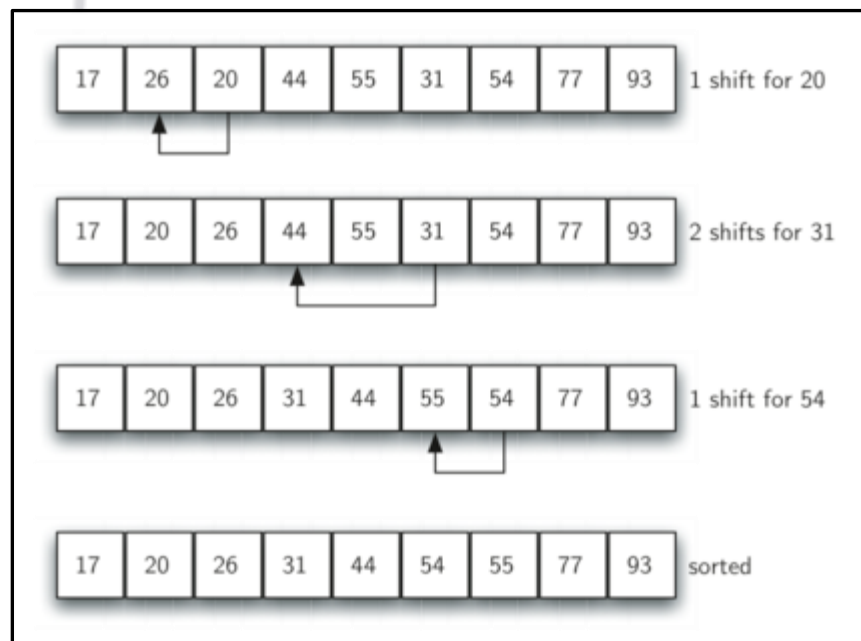 17 26 20 44 55 31 54 77 93 1 shift for 20
17 20 26 44 55 31 54 77 93 2 shifts for 31
17 20 26 31 44 55 54 77 93 1 shift for 54
17 20 26 31 44 54 55 77 93 sorted